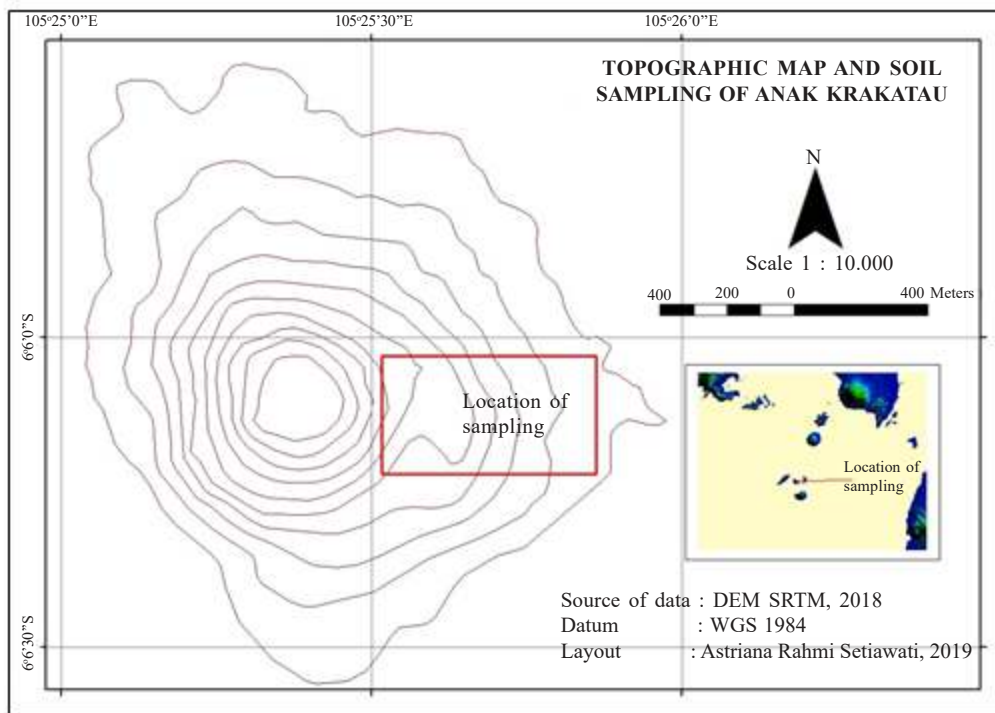 105°25'0"E 105°25'30"E 105°26'0"E
TOPOGRAPHIC MAP AND SOIL
SAMPLING OF ANAK KRAKATAU
N
Scale 1 : 10.000
400 200 0 400 Meters
6°6'0"S
Location of
sampling
Location of
sampling
Source of data : DEM SRTM, 2018
Datum : WGS 1984
Layout : Astriana Rahmi Setiawati, 2019
6°6'30"S